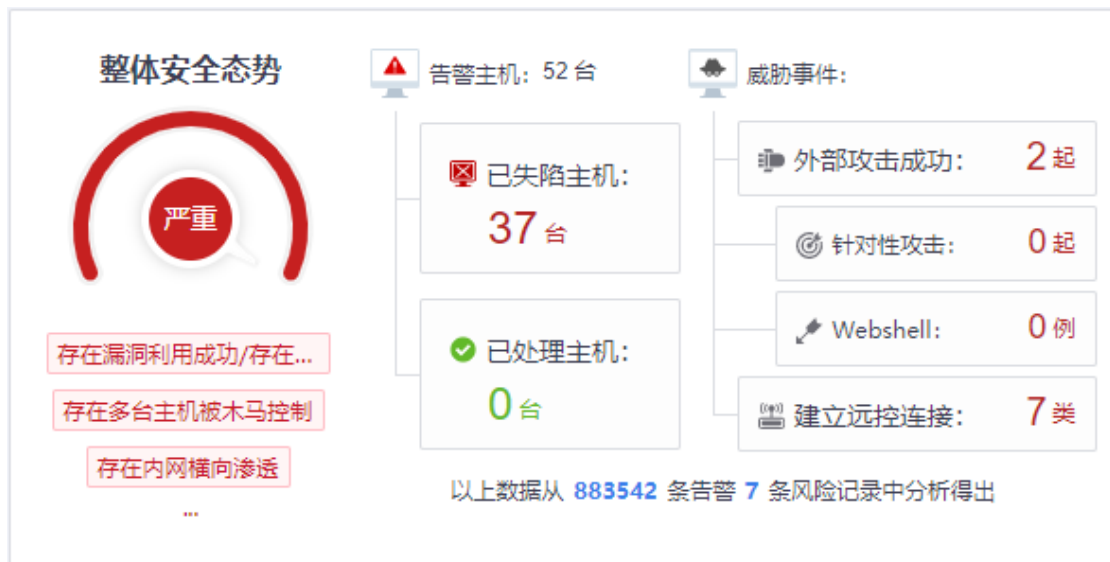 整体安全态势
严重
存在漏洞利用成功/存在...
存在多台主机被木马控制
存在内网横向渗透
...
告警主机：52 台
已失陷主机：
37 台
已处理主机：
0 台
威胁事件：
外部攻击成功： 2 起
针对性攻击： 0 起
Webshell： 0 例
建立远控连接： 7 类
以上数据从 883542 条告警 7 条风险记录中分析得出